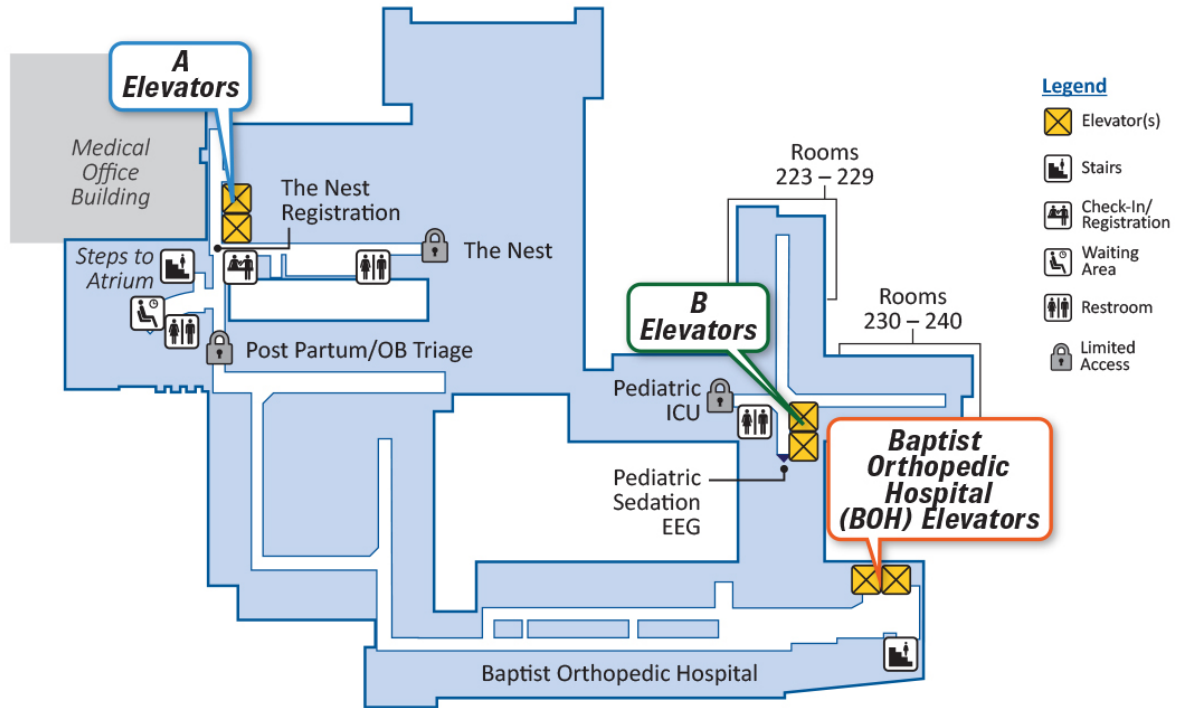 A
Elevators
Medical
Office
Building
The Nest
Registration
The Nest
Steps to
Atrium
Post Partum/OB Triage
Rooms
223 – 229
Rooms
230 – 240
B
Elevators
Pediatric
ICU
Pediatric
Sedation
EEG
Baptist
Orthopedic
Hospital
(BOH) Elevators
Baptist Orthopedic Hospital
Legend
Elevator(s)
Stairs
Check-In/
Registration
Waiting
Area
Restroom
Limited
Access